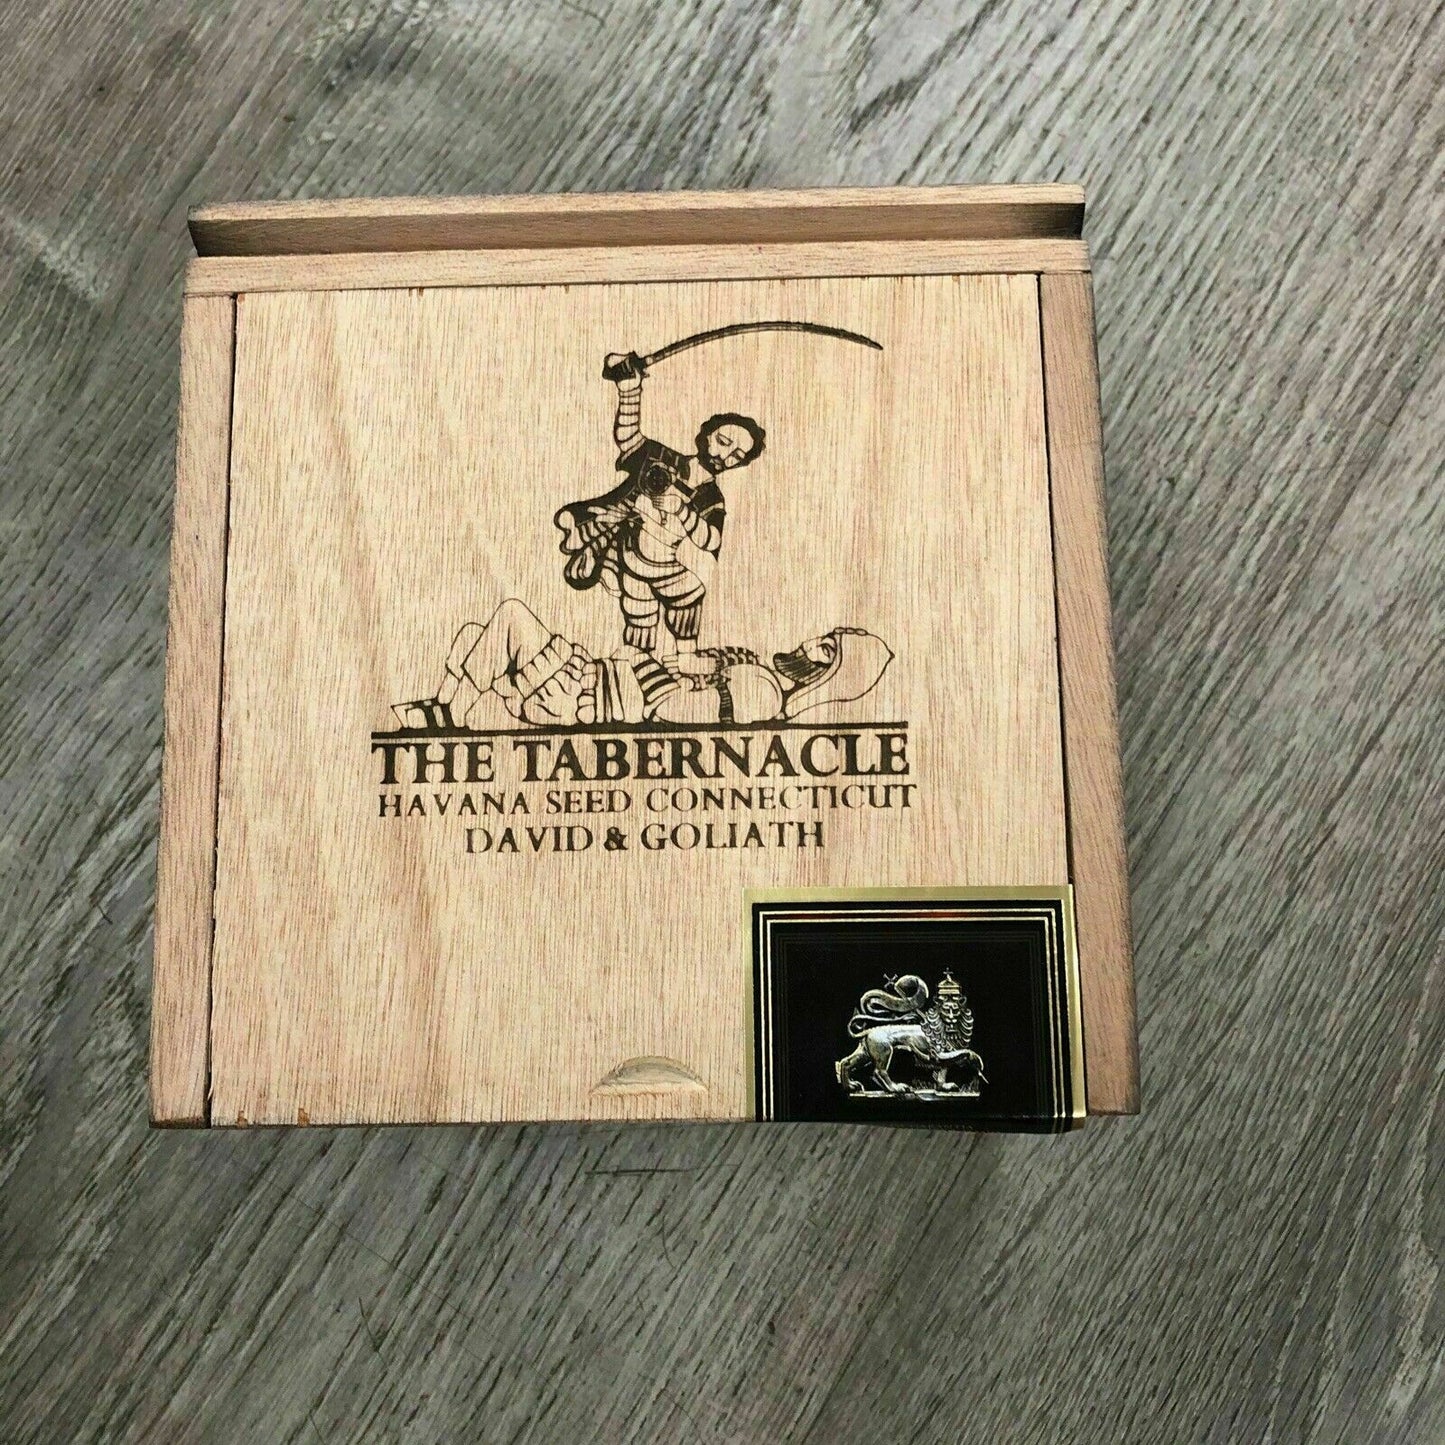 THE TABERNACLE
HAVANA SEED CONNECTICUT
DAVID & GOLIATH